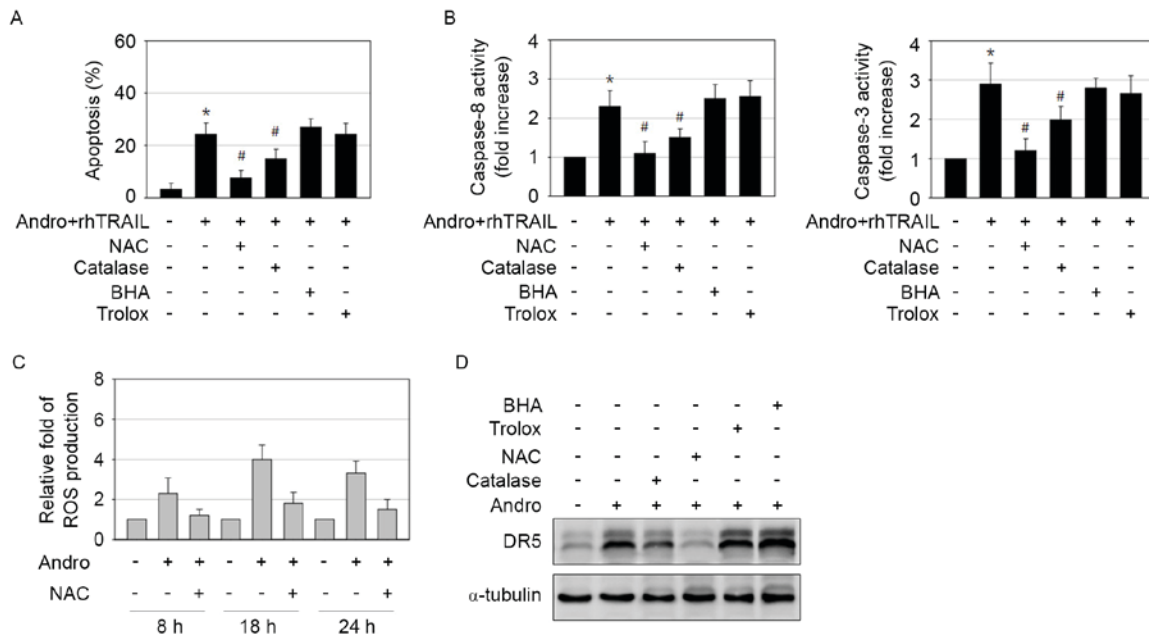 A
Apoptosis (%)
60
40
20
0
*
#
#
Andro+rhTRAIL - + + + + +
NAC - - + - - -
Catalase - - - + - -
BHA - - - - + -
Trolox - - - - - +
B
Caspase-8 activity
(fold increase)
4
3
2
1
0
*
#
#
Andro+rhTRAIL - + + + + +
NAC - - + - - -
Catalase - - - + - -
BHA - - - - + -
Trolox - - - - - +
Caspase-3 activity
(fold increase)
4
3
2
1
0
*
#
#
Andro+rhTRAIL - + + + + +
NAC - - + - - -
Catalase - - - + - -
BHA - - - - + -
Trolox - - - - - +
C
Relative fold of
ROS production
8
6
4
2
0
Andro - + + - + + - + +
NAC - - + - - + - - +
8 h 18 h 24 h
D
BHA - - - - - +
Trolox - - - - + -
NAC - - - + - -
Catalase - - + - - -
Andro - + + + + +
DR5
α-tubulin